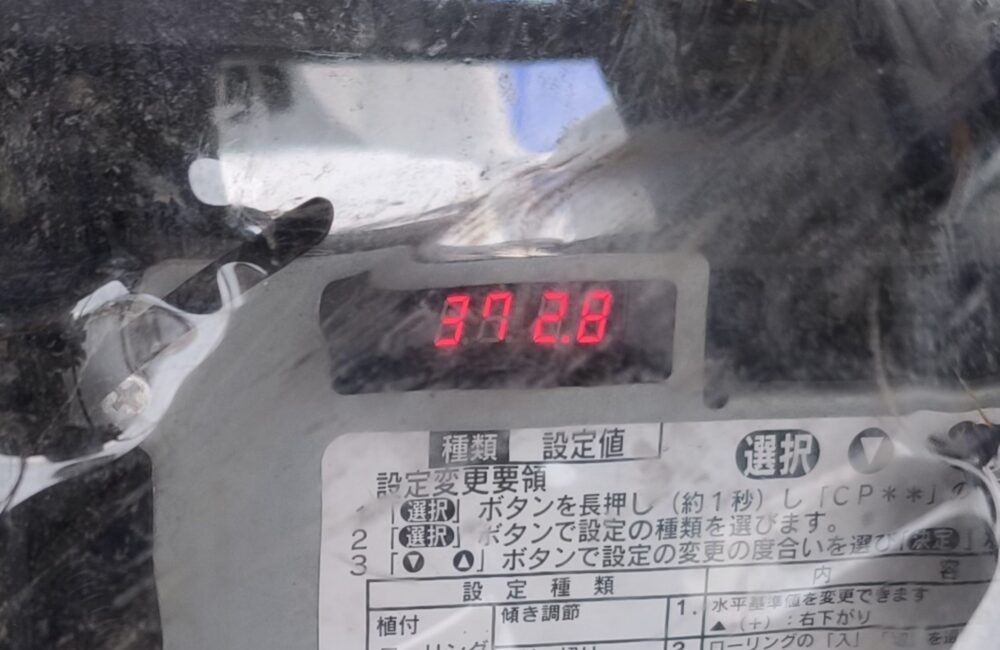 372.8
種類 設定値
選択 ▼
設定変更要領
［選択］ボタンを長押し（約1秒）し「CP＊＊」の
2［選択］ボタンで設定の種類を選びます。
3「▼ ▲」ボタンで設定の変更の度合いを選び［決定］
設定種類 内容
植付 傾き調節 1. 水平基準値を変更できます
▲（+）：右下がり
2. ローリングの「入」